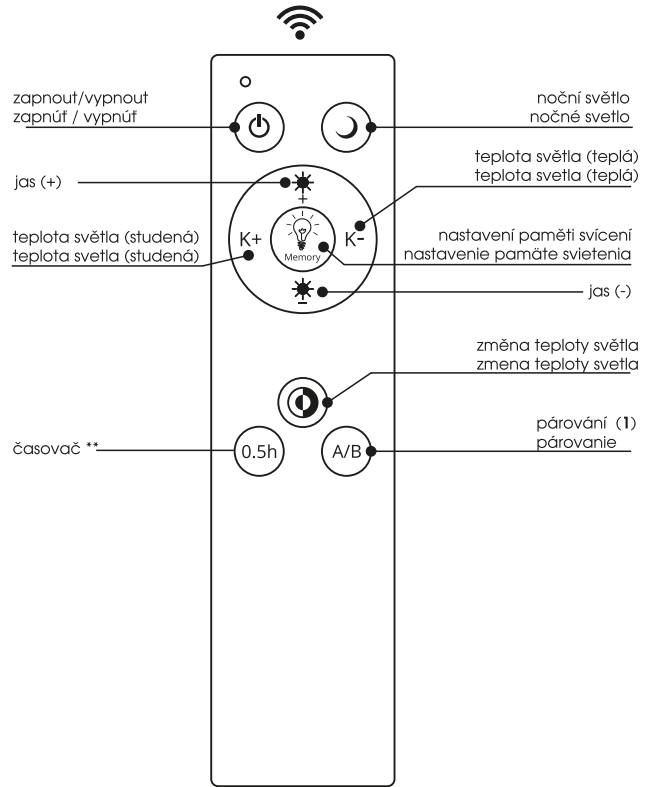 zapnout/vypnout
zapnúť / vypnúť
noční světlo
nočné svetlo
teplota světla (teplá)
teplota svetla (teplá)
jas (+)
+
teplota světla (studená)
teplota svetla (studená)
K+
Memory
K-
nastavení paměti svícení
nastavenie pamäte svietenia
−
jas (-)
změna teploty světla
zmena teploty svetla
párování (1)
párovanie
časovač **
0.5h
A/B